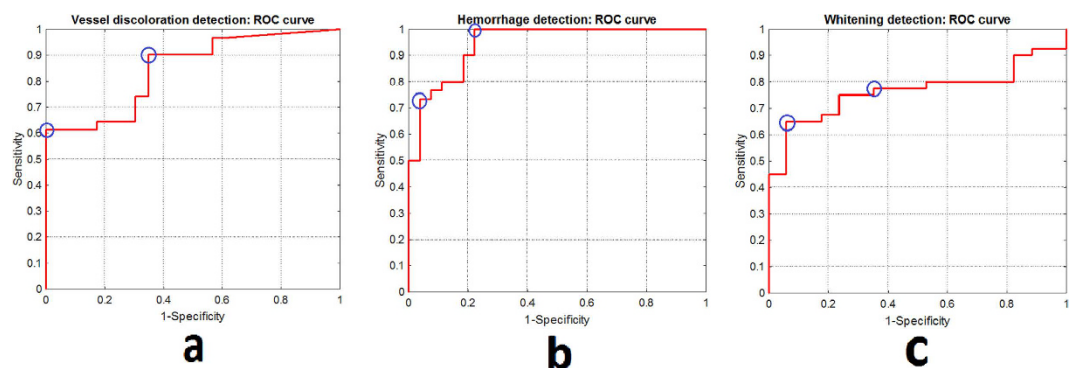 Vessel discoloration detection: ROC curve
1
0.9
0.8
0.7
0.6
0.5
0.4
0.3
0.2
0.1
0
Sensitivity
0 0.2 0.4 0.6 0.8 1
1-Specificity
a
Hemorrhage detection: ROC curve
1
0.9
0.8
0.7
0.6
0.5
0.4
0.3
0.2
0.1
0
Sensitivity
0 0.2 0.4 0.6 0.8 1
1-Specificity
b
Whitening detection: ROC curve
1
0.9
0.8
0.7
0.6
0.5
0.4
0.3
0.2
0.1
0
Sensitivity
0 0.2 0.4 0.6 0.8 1
1-Specificity
c